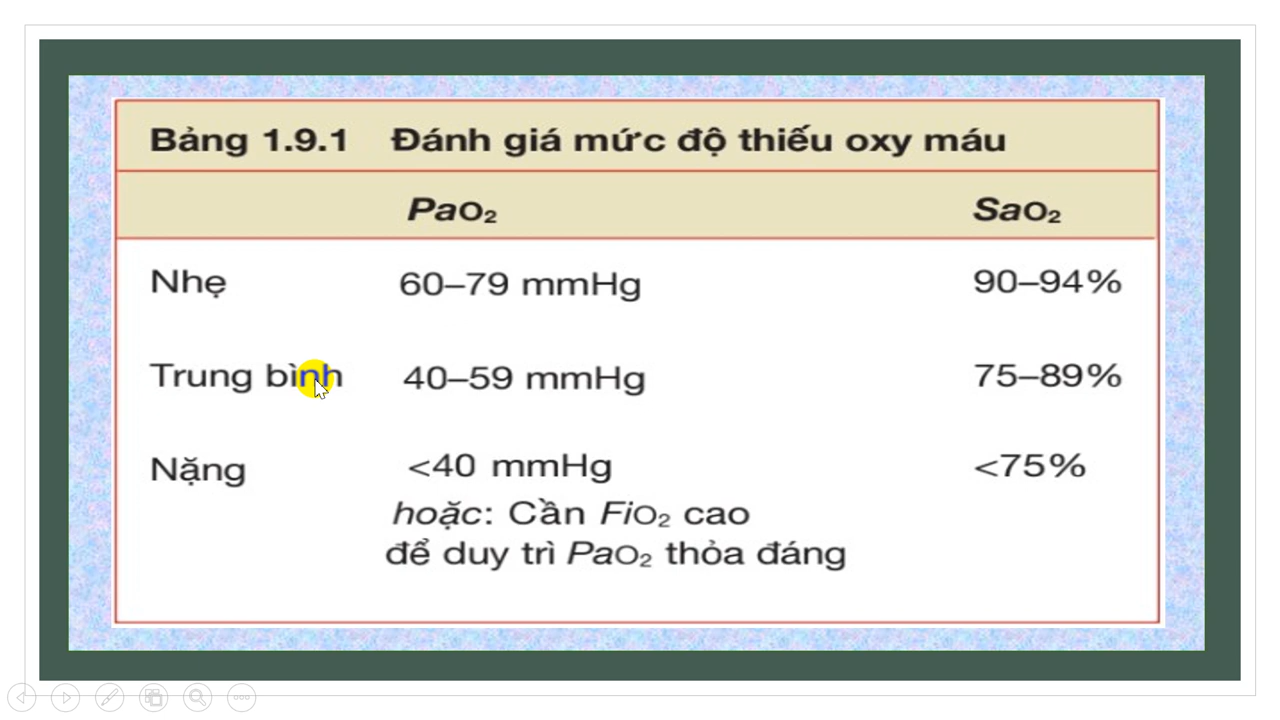 Bảng 1.9.1 Đánh giá mức độ thiếu oxy máu
PaO₂ SaO₂
Nhẹ 60–79 mmHg 90–94%
Trung bình 40–59 mmHg 75–89%
Nặng <40 mmHg <75%
hoặc: Cần FiO₂ cao
để duy trì PaO₂ thỏa đáng